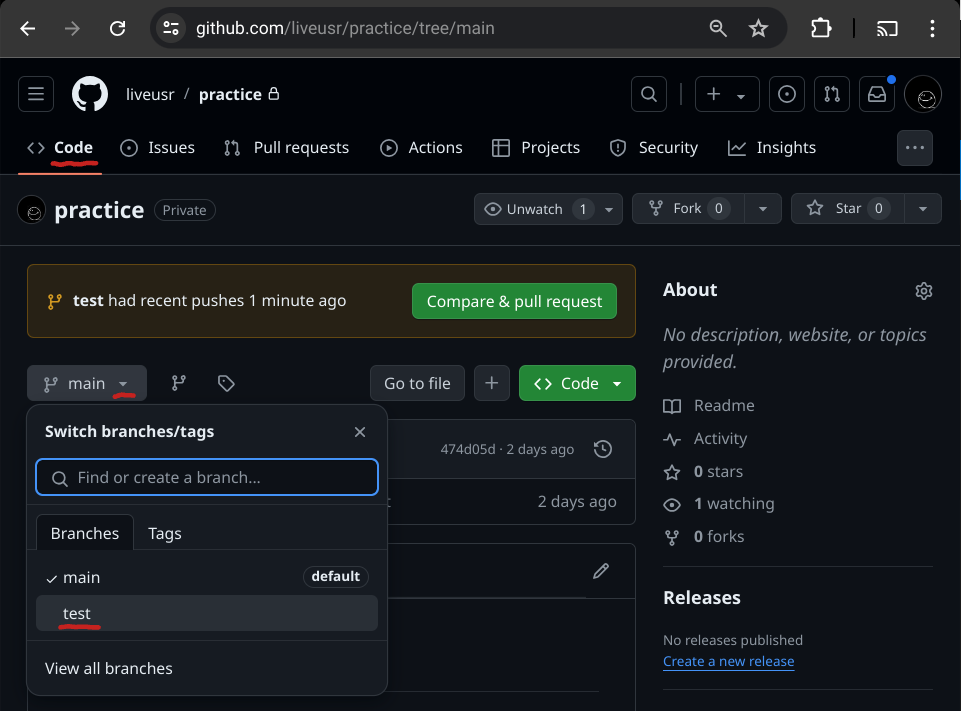 github.com/liveusr/practice/tree/main
liveusr / practice
Code Issues Pull requests Actions Projects Security Insights
practice Private Unwatch 1 Fork 0 Star 0
test had recent pushes 1 minute ago Compare & pull request
main Go to file Code
Switch branches/tags
Find or create a branch...
Branches Tags
main default
test
View all branches
474d05d · 2 days ago
2 days ago
About
No description, website, or topics
provided.
Readme
Activity
0 stars
1 watching
0 forks
Releases
No releases published
Create a new release